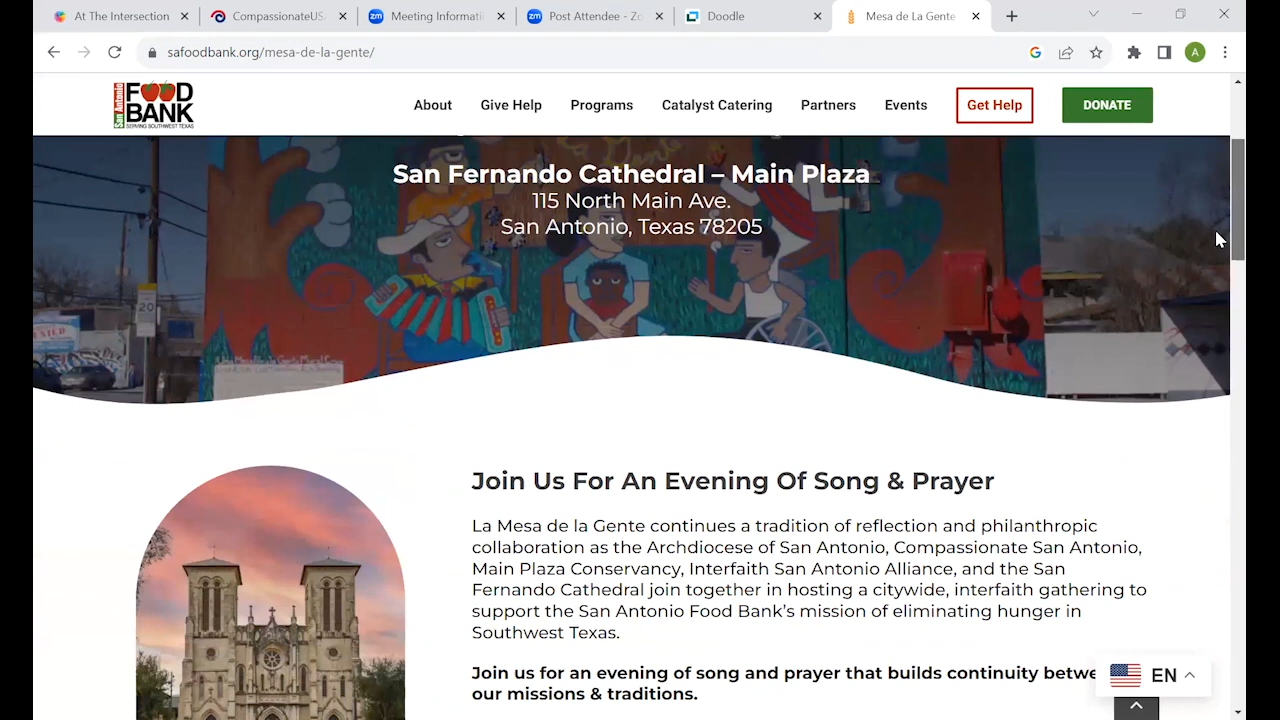 At The Intersection
CompassionateUS
Meeting Informati
Post Attendee - Zo
Doodle
Mesa de La Gente
safoodbank.org/mesa-de-la-gente/
A
San Antonio
FOOD
BANK
SERVING SOUTHWEST TEXAS
About
Give Help
Programs
Catalyst Catering
Partners
Events
Get Help
DONATE
San Fernando Cathedral – Main Plaza
115 North Main Ave.
San Antonio, Texas 78205
20
Join Us For An Evening Of Song & Prayer
La Mesa de la Gente continues a tradition of reflection and philanthropic
collaboration as the Archdiocese of San Antonio, Compassionate San Antonio,
Main Plaza Conservancy, Interfaith San Antonio Alliance, and the San
Fernando Cathedral join together in hosting a citywide, interfaith gathering to
support the San Antonio Food Bank's mission of eliminating hunger in
Southwest Texas.
Join us for an evening of song and prayer that builds continuity betwe
our missions & traditions.
EN